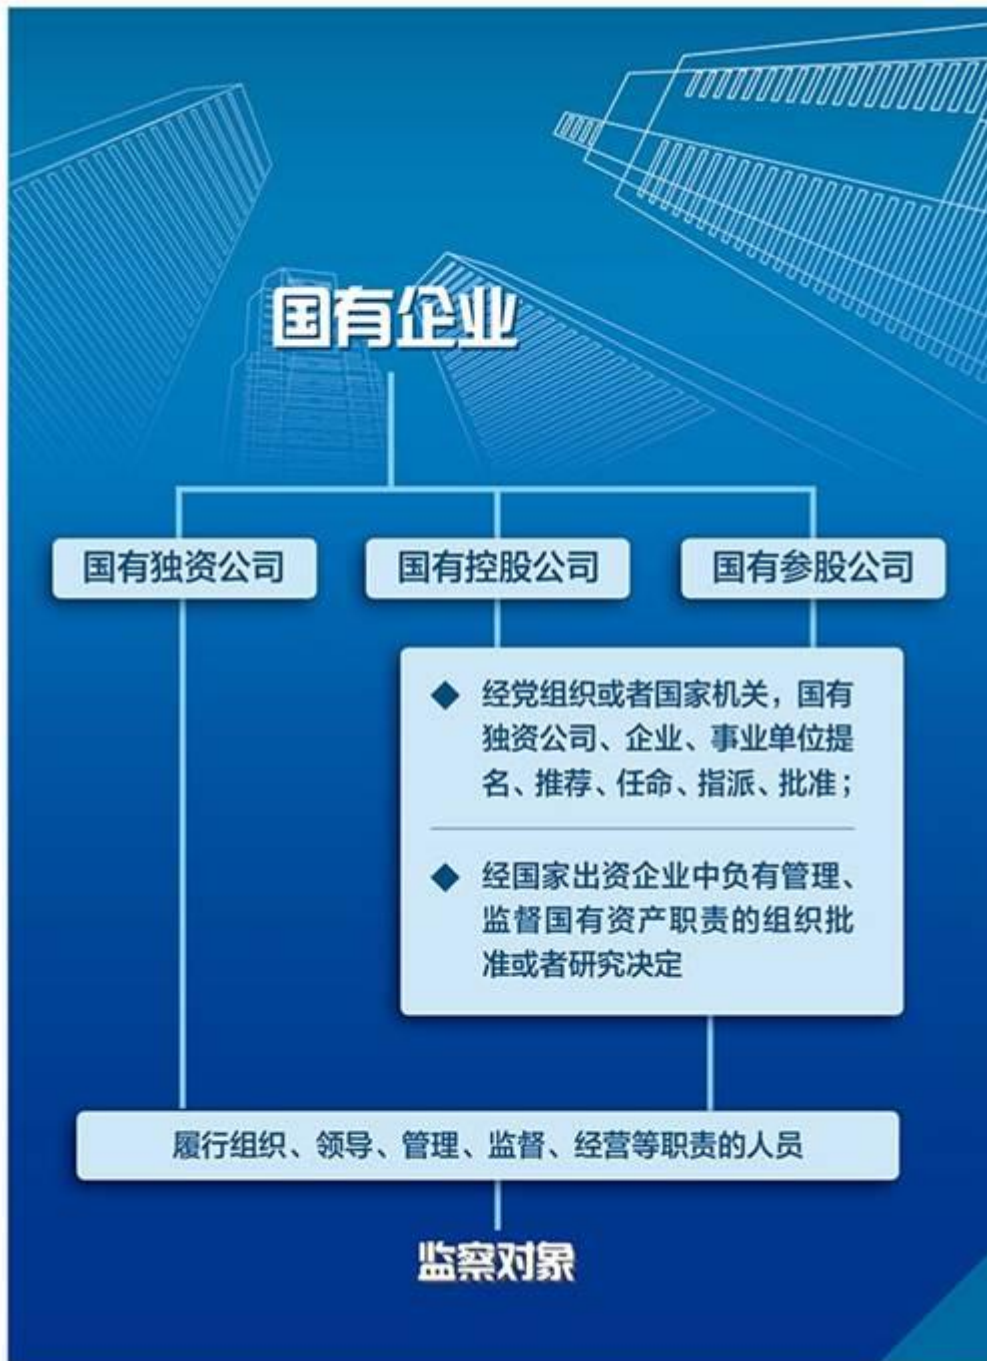 国有企业
国有独资公司
国有控股公司
国有参股公司
◆ 经党组织或者国家机关，国有
独资公司、企业、事业单位提
名、推荐、任命、指派、批准；
◆ 经国家出资企业中负有管理、
监督国有资产职责的组织批
准或者研究决定
履行组织、领导、管理、监督、经营等职责的人员
监察对象